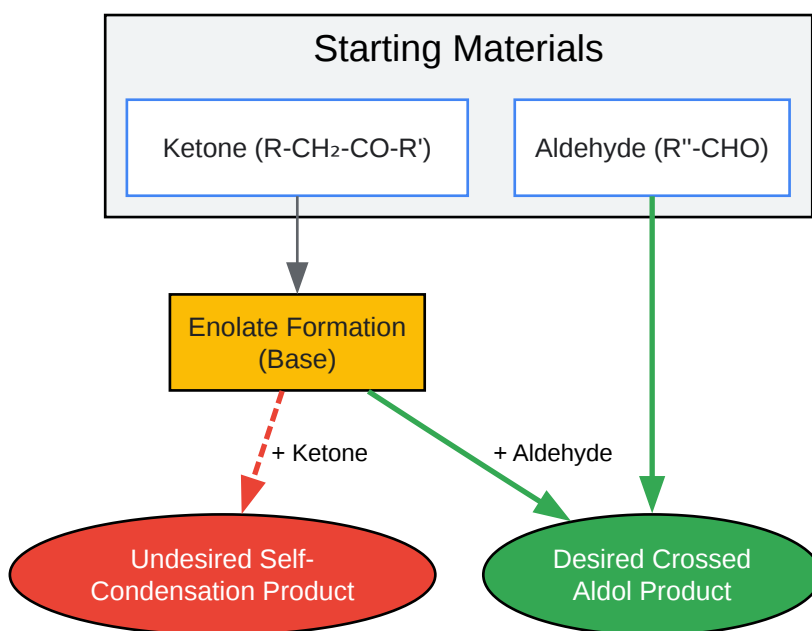 Starting Materials
Ketone (R-CH₂-CO-R')
Aldehyde (R''-CHO)
Enolate Formation
(Base)
+ Ketone
+ Aldehyde
Undesired Self-
Condensation Product
Desired Crossed
Aldol Product